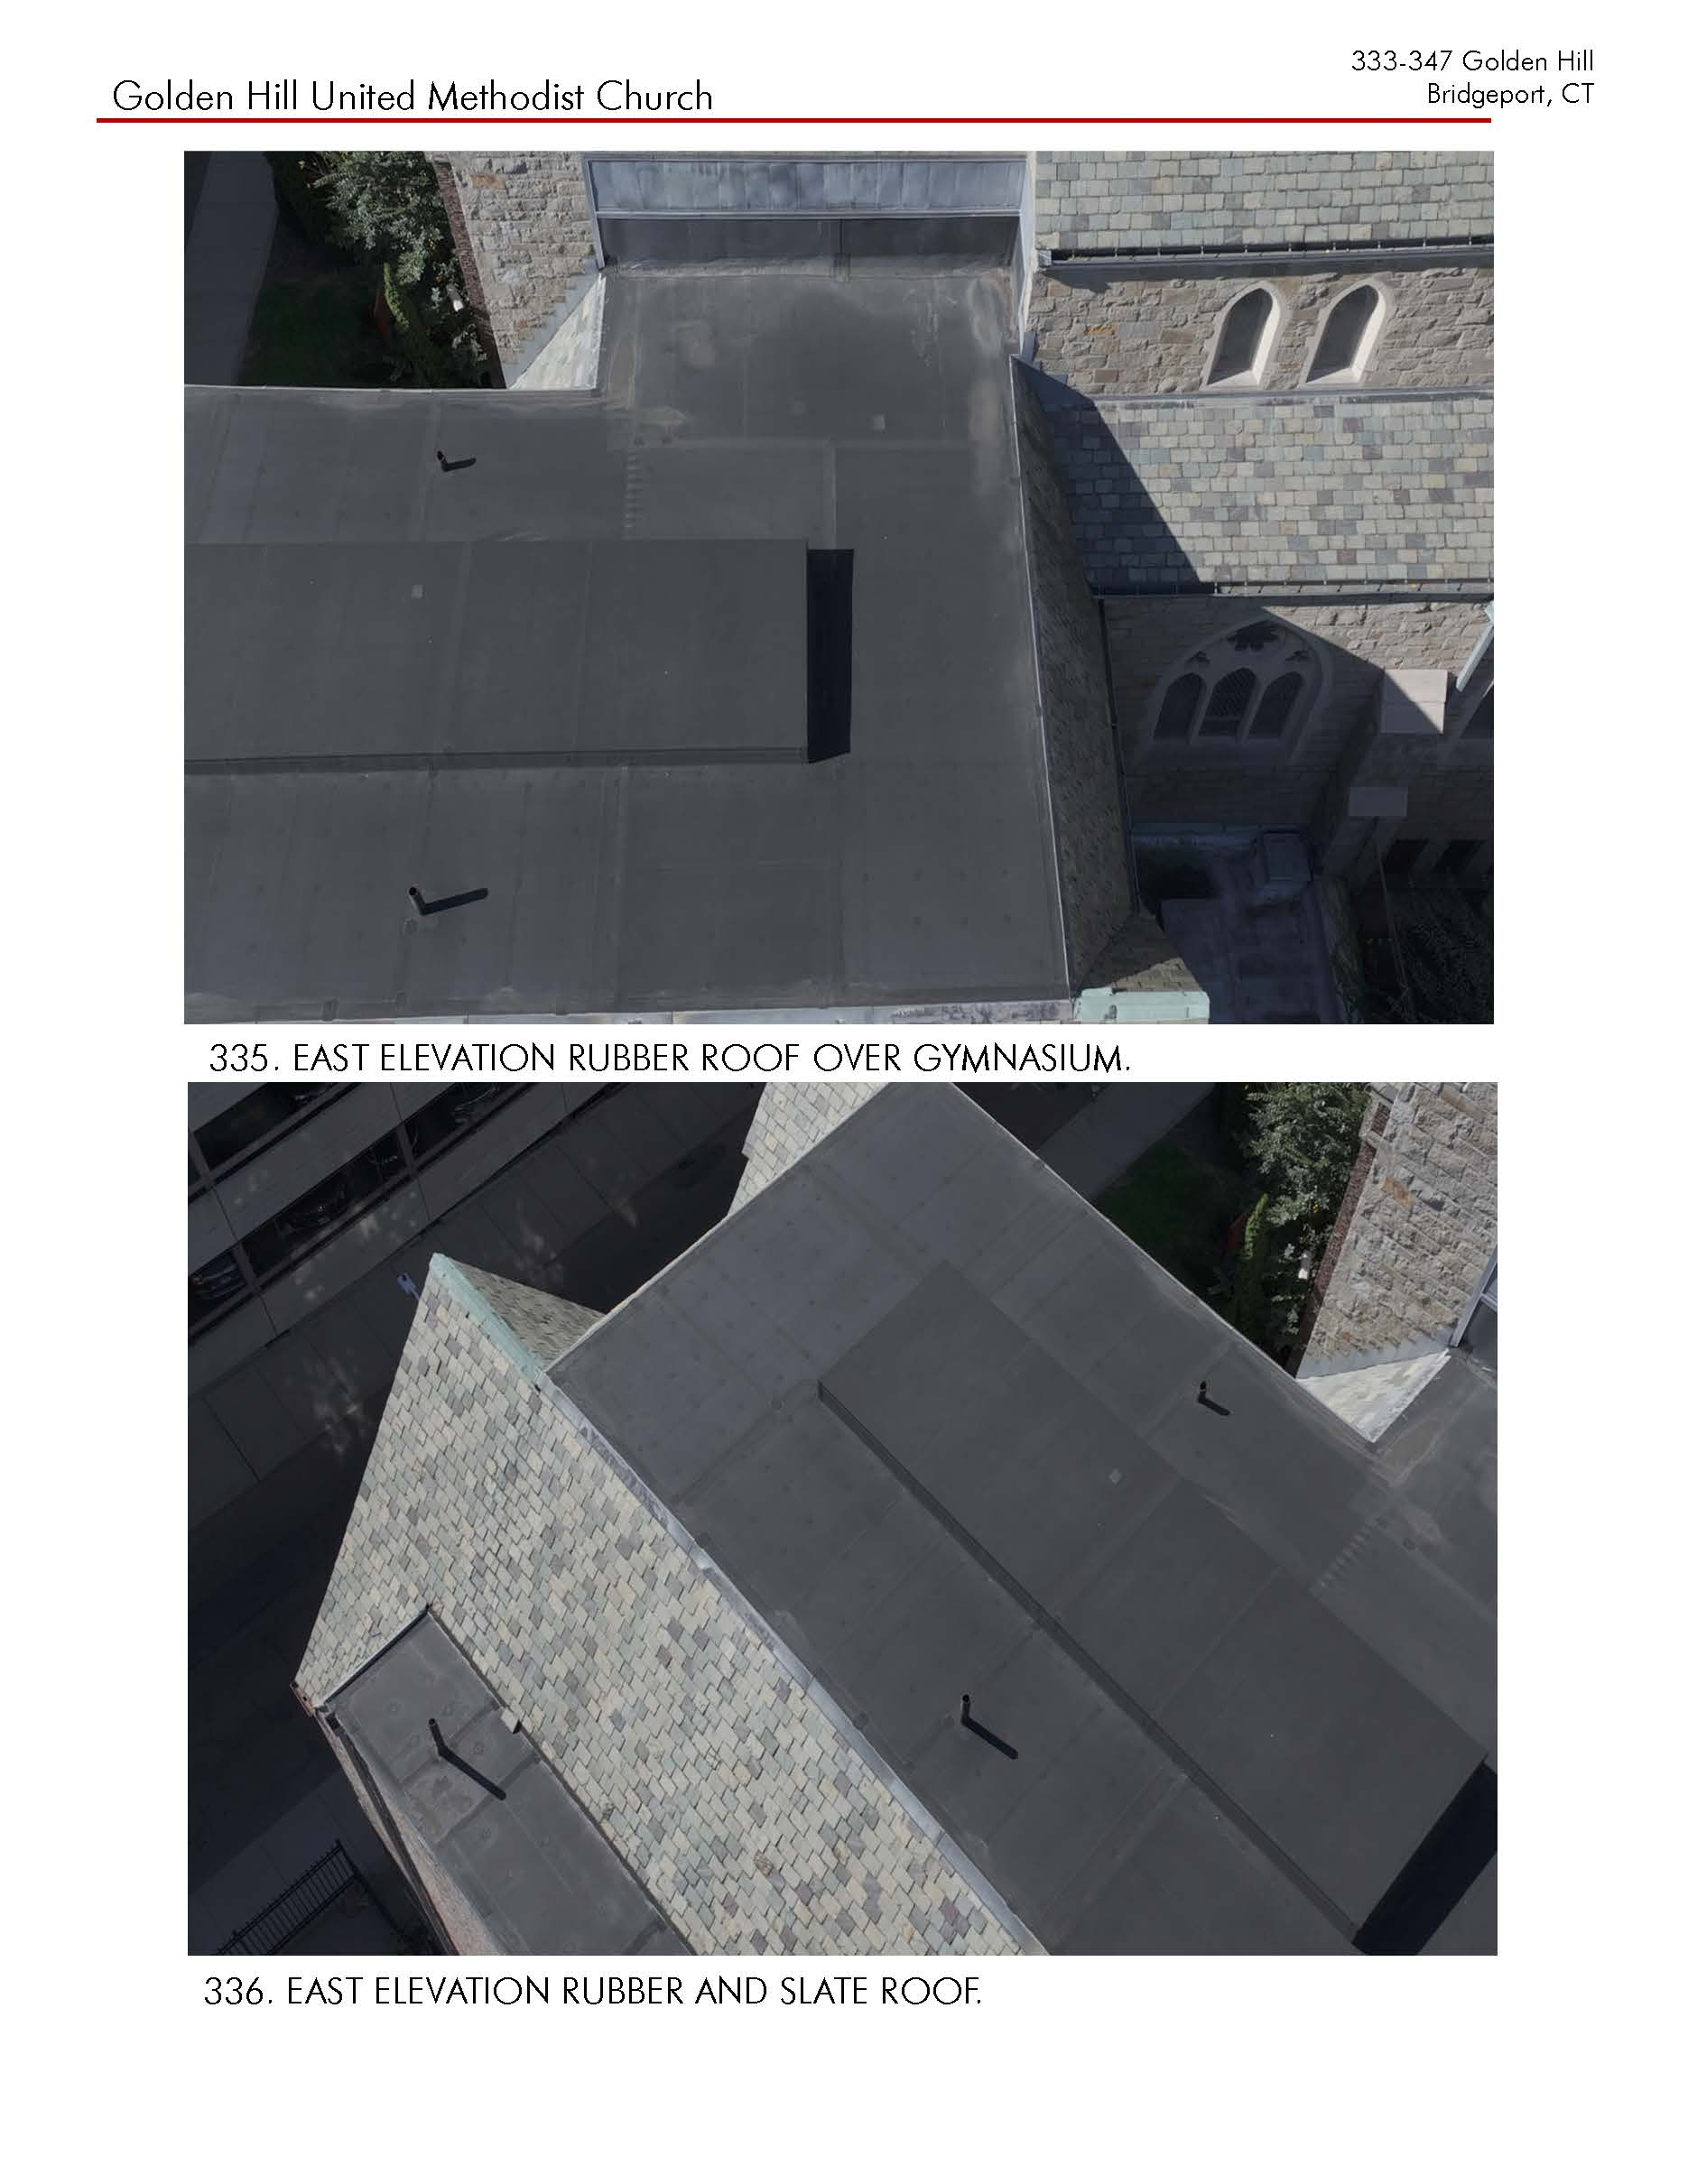 Golden Hill United Methodist Church
333-347 Golden Hill
Bridgeport, CT
335. EAST ELEVATION RUBBER ROOF OVER GYMNASIUM.
336. EAST ELEVATION RUBBER AND SLATE ROOF.